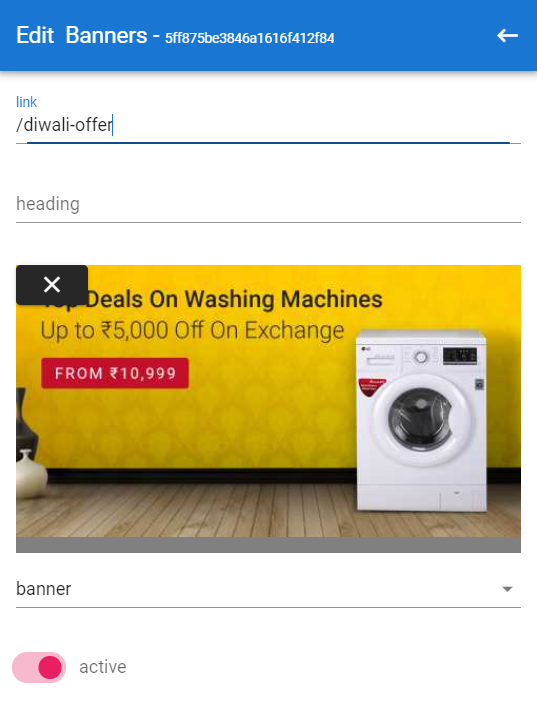 Edit Banners - 5ff875be3846a1616f412f84
link
/diwali-offer
heading
Top Deals On Washing Machines
Up to ₹5,000 Off On Exchange
FROM ₹10,999
LG
banner
active